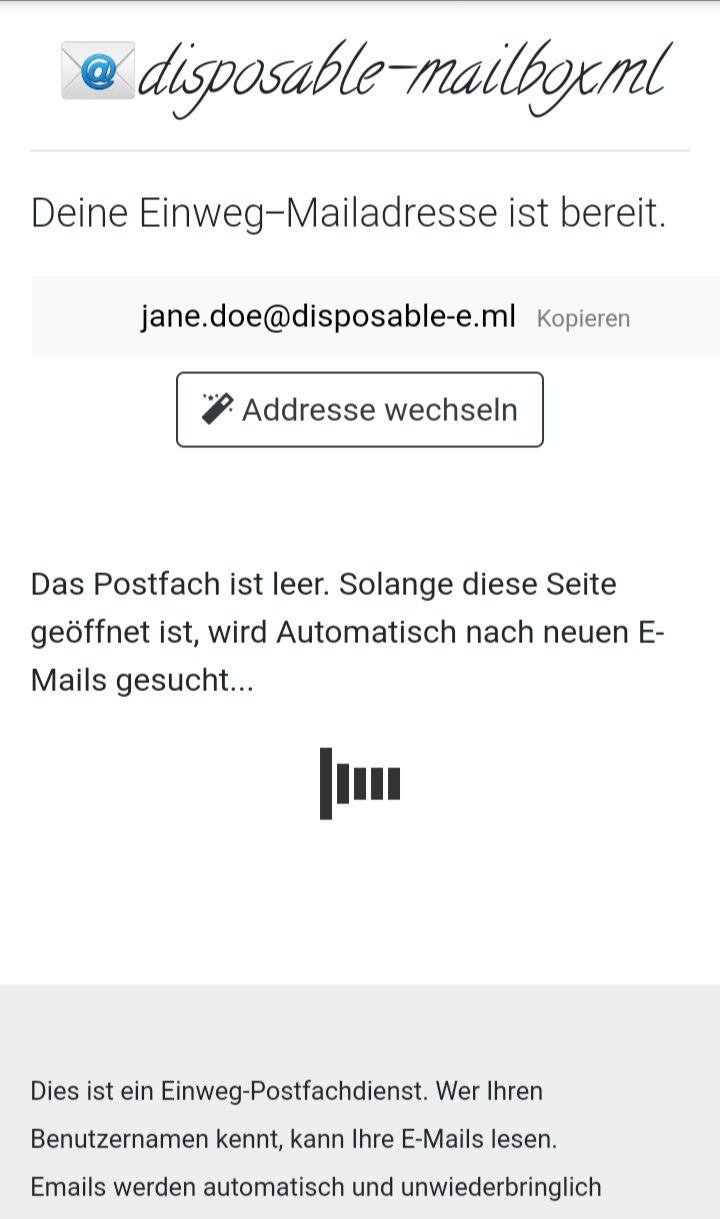 disposable-mailbox.ml
Deine Einweg–Mailadresse ist bereit.
jane.doe@disposable-e.ml Kopieren
Addresse wechseln
Das Postfach ist leer. Solange diese Seite
geöffnet ist, wird Automatisch nach neuen E-
Mails gesucht...
Dies ist ein Einweg-Postfachdienst. Wer Ihren
Benutzernamen kennt, kann Ihre E-Mails lesen.
Emails werden automatisch und unwiederbringlich